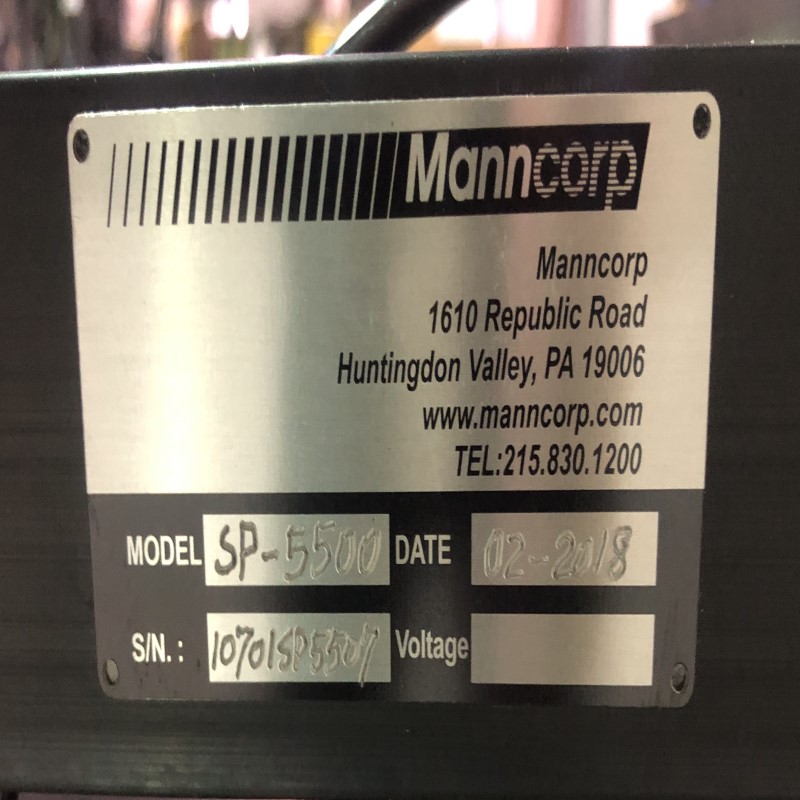 Manncorp
Manncorp
1610 Republic Road
Huntingdon Valley, PA 19006
www.manncorp.com
TEL:215.830.1200
MODEL SP-5500 DATE 02-2018
S/N. : 10701SP5507 Voltage